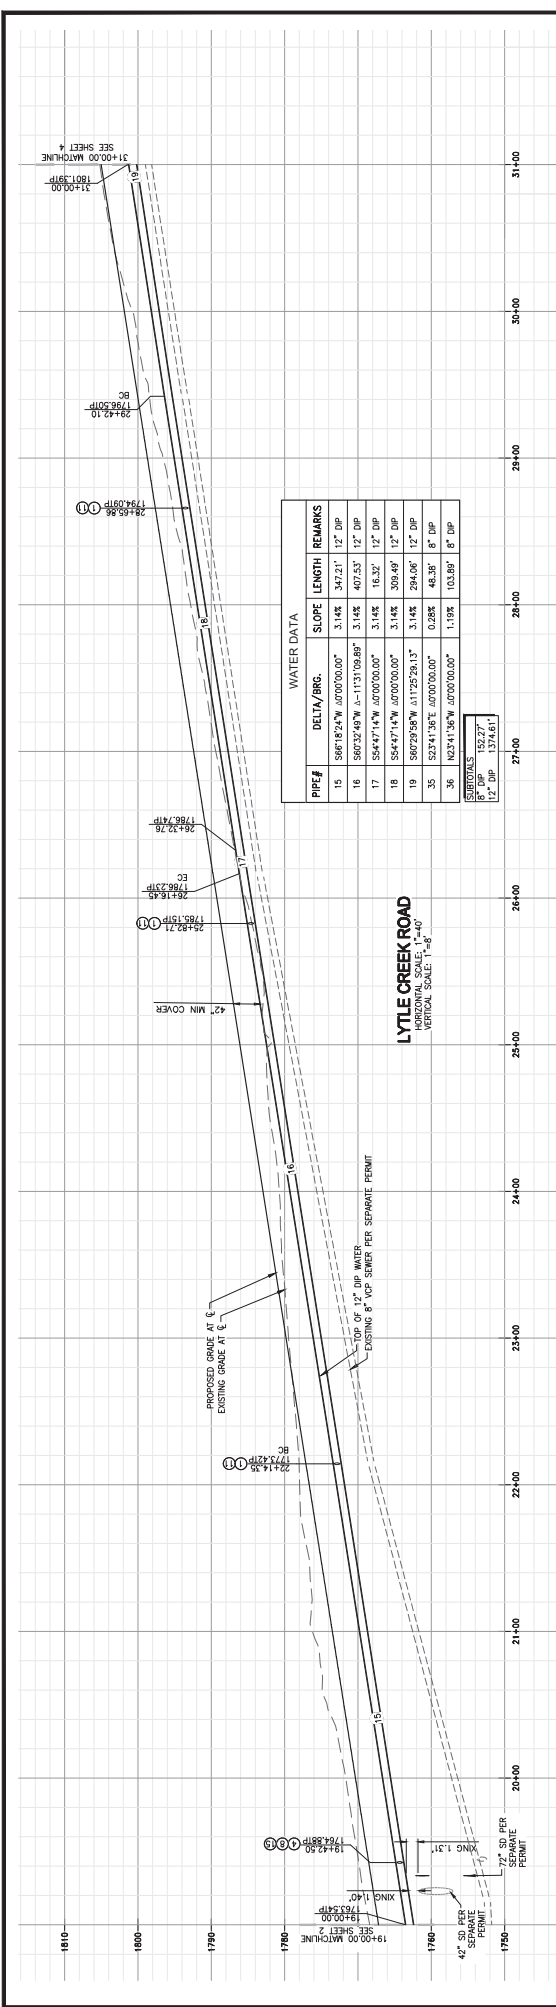 1810
1800
1790
1780
1760
1750
19+00.00 MATCHLINE
SEE SHEET 2
19+00.00
1763.54TP
XING 1.40'
42" SD PER
SEPARATE
PERMIT
19+42.50
1764.88TP
4 8 15
XING 1.31'
72" SD PER
SEPARATE
PERMIT
15
22+14.35
1773.42TP
BC
1 11
PROPOSED GRADE AT ℄
EXISTING GRADE AT ℄
TOP OF 12" DIP WATER
EXISTING 8" VCP SEWER PER SEPARATE PERMIT
16
42" MIN COVER
25+82.71
1785.15TP
1 11
26+16.45
1786.23TP
EC
17
26+32.76
1786.74TP
18
28+65.86
1794.09TP
1 11
29+42.10
1796.50TP
BC
19
31+00.00
1801.39TP
31+00.00 MATCHLINE
SEE SHEET 4
LYTLE CREEK ROAD
HORIZONTAL SCALE: 1"=40'
VERTICAL SCALE: 1"=8'
WATER DATA
PIPE# DELTA/BRG. SLOPE LENGTH REMARKS
15 S66°18'24"W Δ0°00'00.00" 3.14% 347.21' 12" DIP
16 S60°32'49"W Δ-11°31'09.89" 3.14% 407.53' 12" DIP
17 S54°47'14"W Δ0°00'00.00" 3.14% 16.32' 12" DIP
18 S54°47'14"W Δ0°00'00.00" 3.14% 309.49' 12" DIP
19 S60°29'58"W Δ11°25'29.13" 3.14% 294.06' 12" DIP
35 S23°41'36"E Δ0°00'00.00" 0.28% 48.38' 8" DIP
36 N23°41'36"W Δ0°00'00.00" 1.19% 103.89' 8" DIP
SUBTOTALS
8" DIP 152.27'
12" DIP 1374.61'
20+00
21+00
22+00
23+00
24+00
25+00
26+00
27+00
28+00
29+00
30+00
31+00